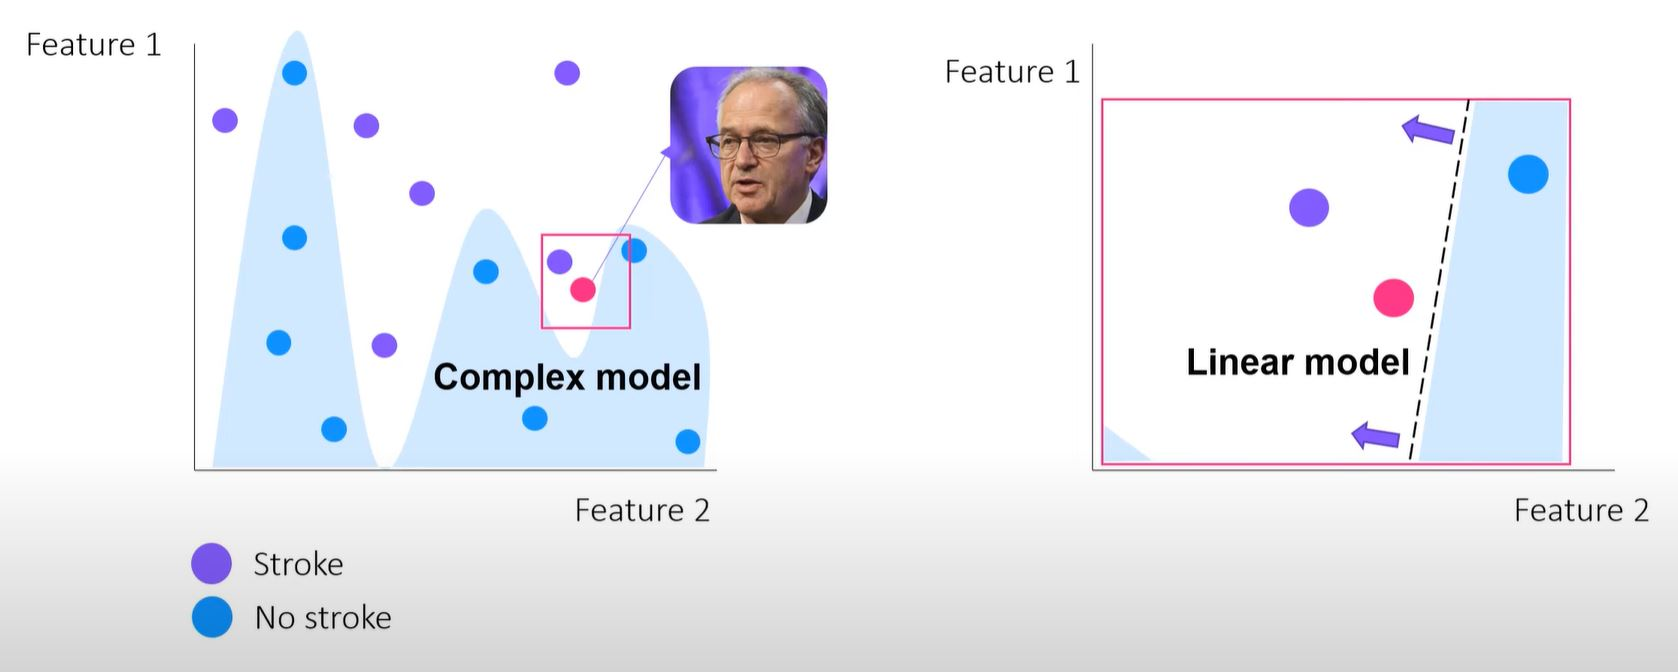 Feature 1
Complex model
Feature 2
Stroke
No stroke
Feature 1
Linear model
Feature 2